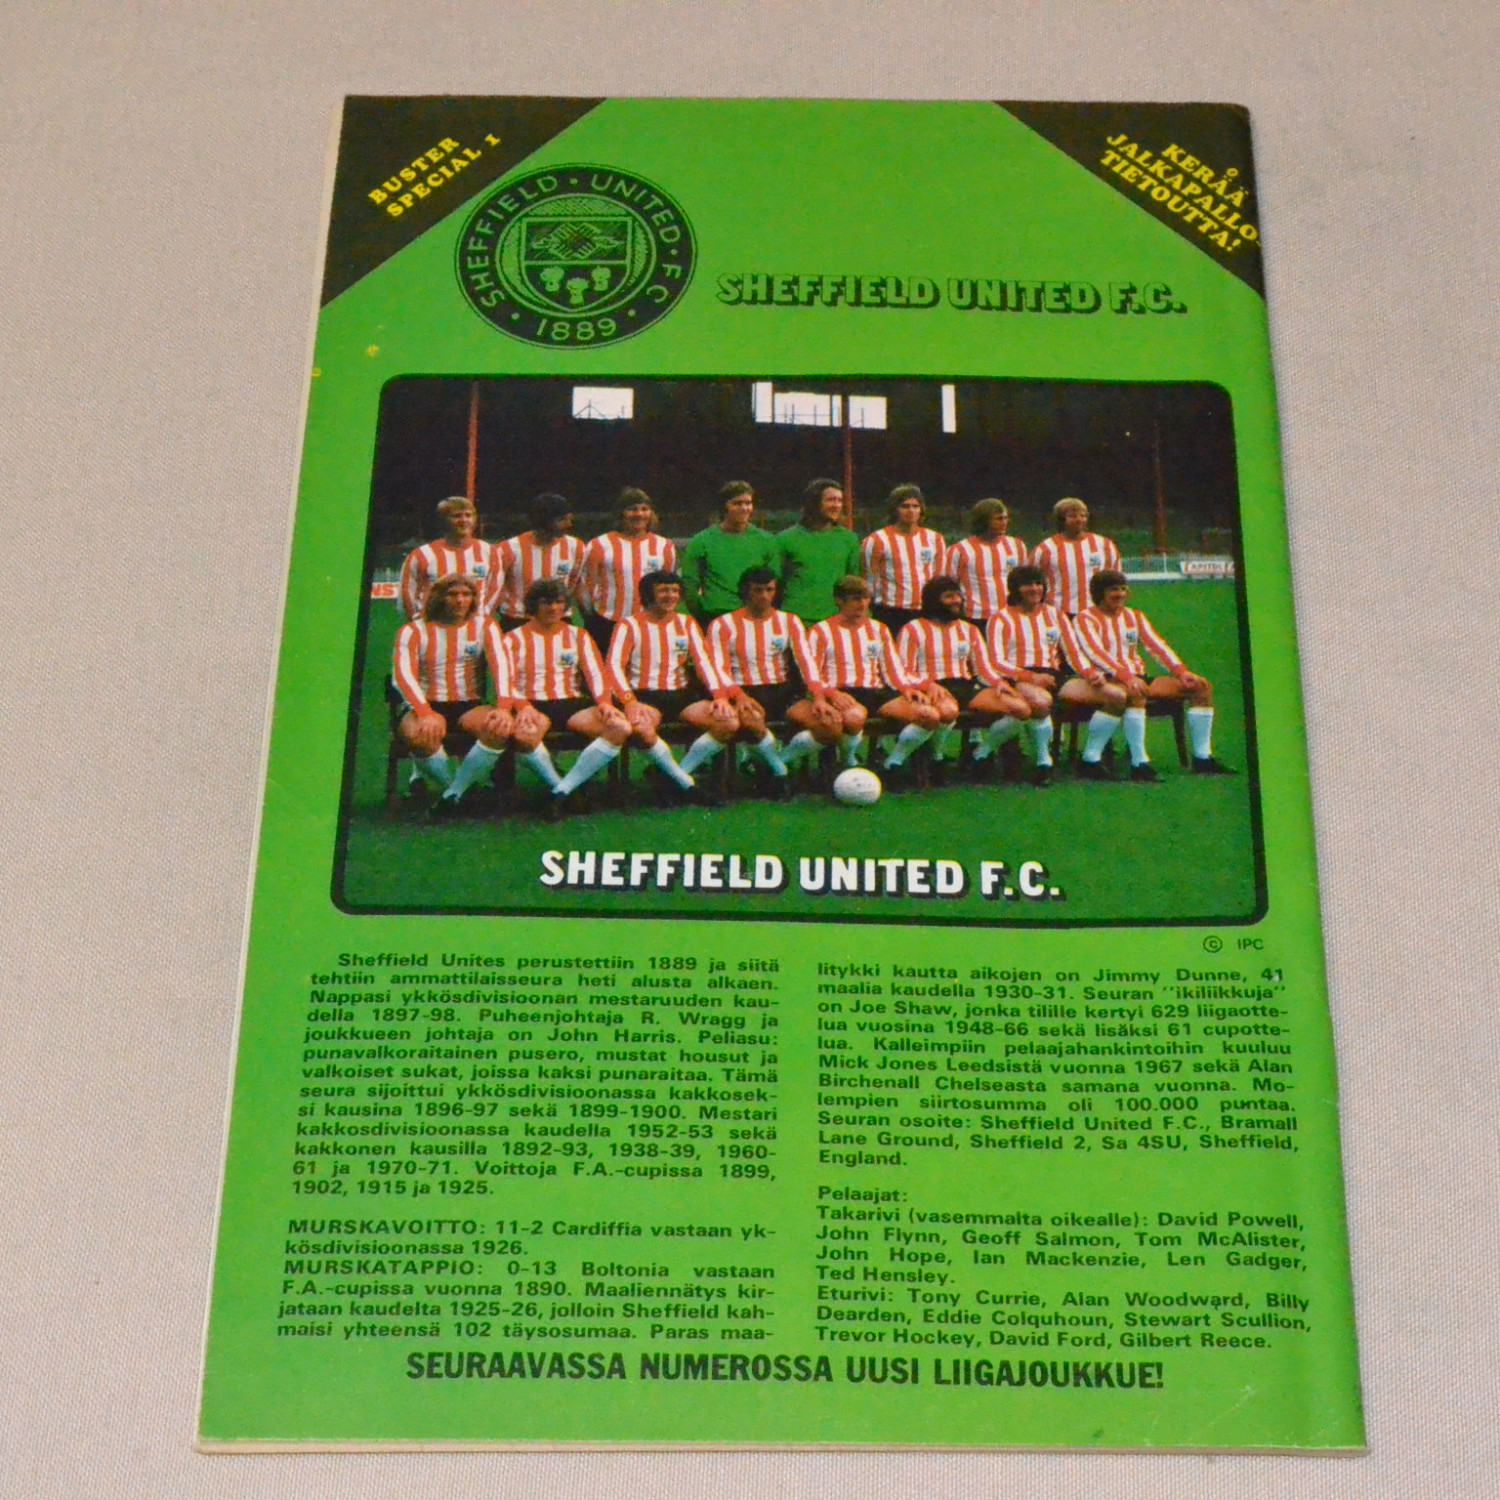 BUSTER
SPECIAL 1
KERÄÄ
JALKAPALLO-
TIETOUTTA!
SHEFFIELD · UNITED · F C ·
· 1889 ·
SHEFFIELD UNITED F.C.
SHEFFIELD UNITED F.C.
© IPC
Sheffield Unites perustettiin 1889 ja siitä
tehtiin ammattilaisseura heti alusta alkaen.
Nappasi ykkösdivisioonan mestaruuden kau-
della 1897-98. Puheenjohtaja R. Wragg ja
joukkueen johtaja on John Harris. Peliasu:
punavalkoraitainen pusero, mustat housut ja
valkoiset sukat, joissa kaksi punaraitaa. Tämä
seura sijoittui ykkösdivisioonassa kakkosek-
si kausina 1896-97 sekä 1899-1900. Mestari
kakkosdivisioonassa kaudella 1952-53 sekä
kakkonen kausilla 1892-93, 1938-39, 1960-
61 ja 1970-71. Voittoja F.A.-cupissa 1899,
1902, 1915 ja 1925.
MURSKAVOITTO: 11-2 Cardiffia vastaan yk-
kösdivisioonassa 1926.
MURSKATAPPIO: 0-13 Boltonia vastaan
F.A.-cupissa vuonna 1890. Maaliennätys kir-
jataan kaudelta 1925-26, jolloin Sheffield kah-
maisi yhteensä 102 täysosumaa. Paras maa-
litykki kautta aikojen on Jimmy Dunne, 41
maalia kaudella 1930-31. Seuran "ikiliikkuja"
on Joe Shaw, jonka tilille kertyi 629 liigaotte-
lua vuosina 1948-66 sekä lisäksi 61 cupotte-
lua. Kalleimpiin pelaajahankintoihin kuuluu
Mick Jones Leedsistä vuonna 1967 sekä Alan
Birchenall Chelseasta samana vuonna. Mo-
lempien siirtosumma oli 100.000 puntaa.
Seuran osoite: Sheffield United F.C., Bramall
Lane Ground, Sheffield 2, Sa 4SU, Sheffield,
England.
Pelaajat:
Takarivi (vasemmalta oikealle): David Powell,
John Flynn, Geoff Salmon, Tom McAlister,
John Hope, Ian Mackenzie, Len Gadger,
Ted Hensley.
Eturivi: Tony Currie, Alan Woodward, Billy
Dearden, Eddie Colquhoun, Stewart Scullion,
Trevor Hockey, David Ford, Gilbert Reece.
SEURAAVASSA NUMEROSSA UUSI LIIGAJOUKKUE!